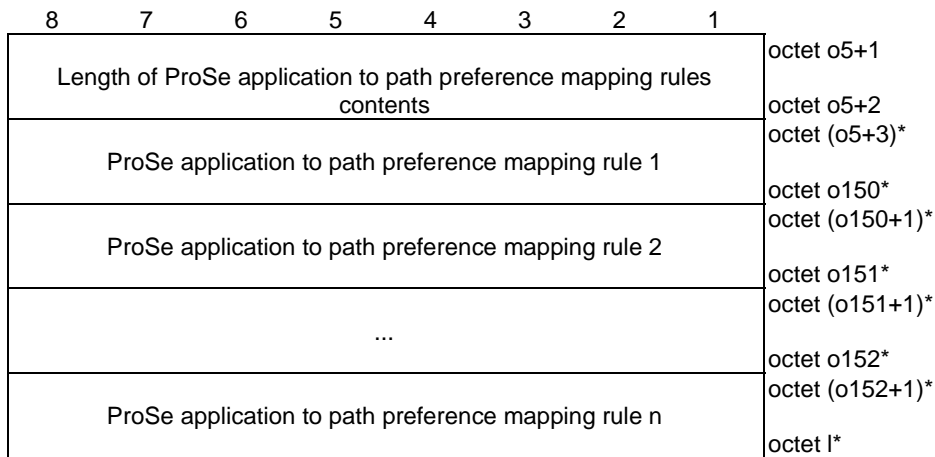 8 7 6 5 4 3 2 1
octet o5+1
Length of ProSe application to path preference mapping rules
contents
octet o5+2
octet (o5+3)*
ProSe application to path preference mapping rule 1
octet o150*
octet (o150+1)*
ProSe application to path preference mapping rule 2
octet o151*
octet (o151+1)*
...
octet o152*
octet (o152+1)*
ProSe application to path preference mapping rule n
octet l*